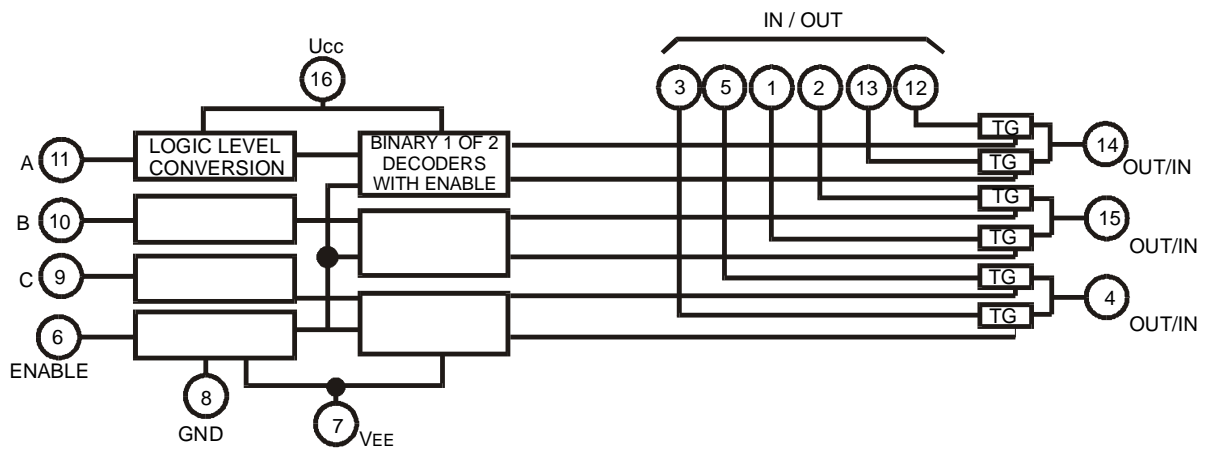 IN / OUT
Ucc
16
3 5 1 2 13 12
TG
A 11
LOGIC LEVEL
CONVERSION
BINARY 1 OF 2
DECODERS
WITH ENABLE
14
OUT/IN
TG
TG
B 10
15
OUT/IN
TG
C 9
TG
4
OUT/IN
TG
6
ENABLE
8
GND
7
VEE